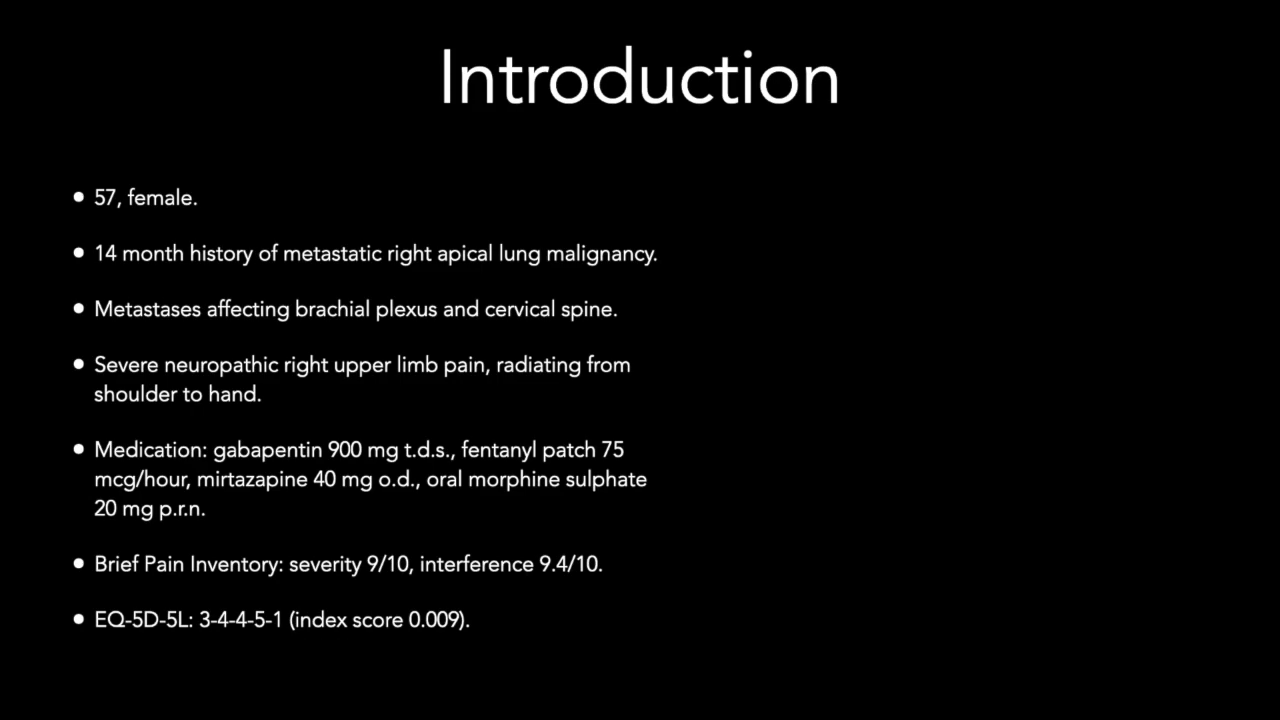 Introduction
• 57, female.
• 14 month history of metastatic right apical lung malignancy.
• Metastases affecting brachial plexus and cervical spine.
• Severe neuropathic right upper limb pain, radiating from
shoulder to hand.
• Medication: gabapentin 900 mg t.d.s., fentanyl patch 75
mcg/hour, mirtazapine 40 mg o.d., oral morphine sulphate
20 mg p.r.n.
• Brief Pain Inventory: severity 9/10, interference 9.4/10.
• EQ-5D-5L: 3-4-4-5-1 (index score 0.009).